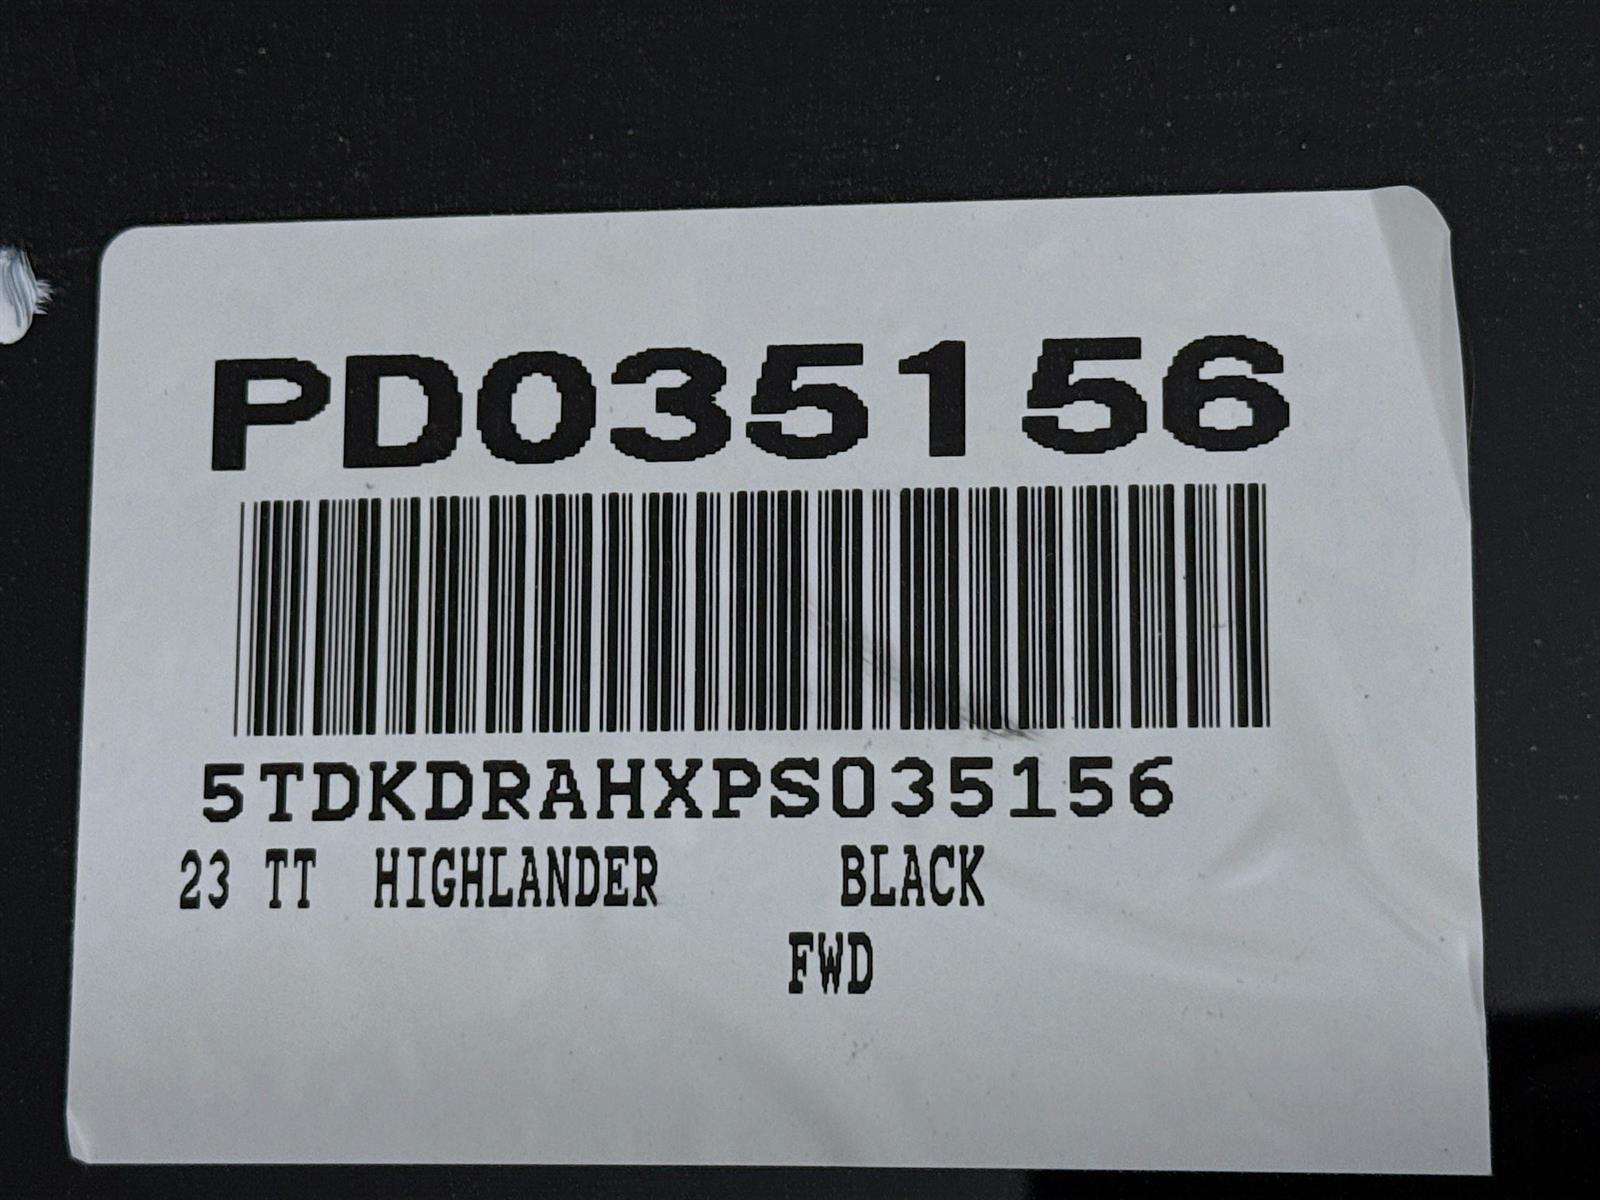 PD035156
5TDKDRAHXPS035156
23 TT HIGHLANDER BLACK
FWD